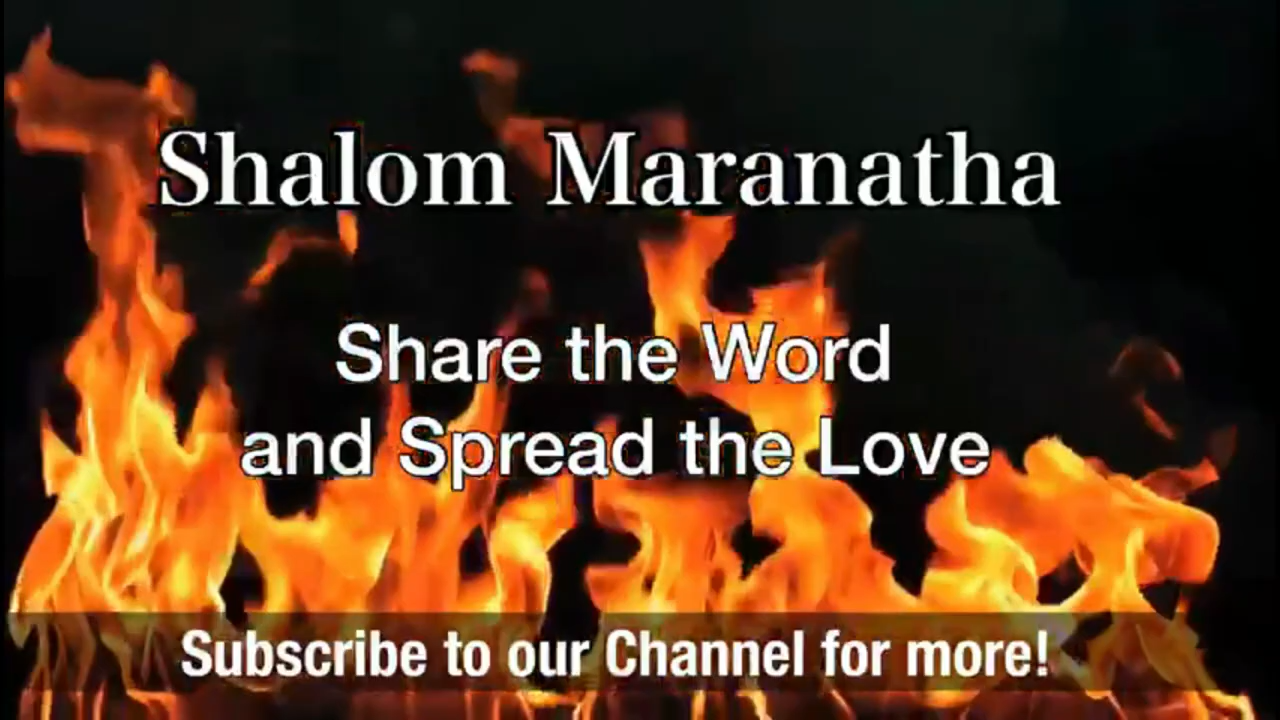 Shalom Maranatha
Share the Word
and Spread the Love
Subscribe to our Channel for more!